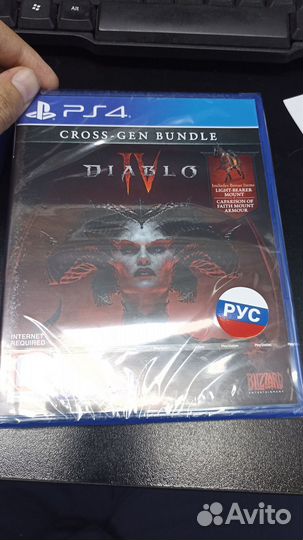 PS4
CROSS-GEN BUNDLE
DIABLO
IV
Includes Bonus Items
LIGHT-BEARER
MOUNT
CAPARISON OF
FAITH MOUNT
ARMOUR
РУС
INTERNET
REQUIRED
BLIZZARD
ENTERTAINMENT
Avito